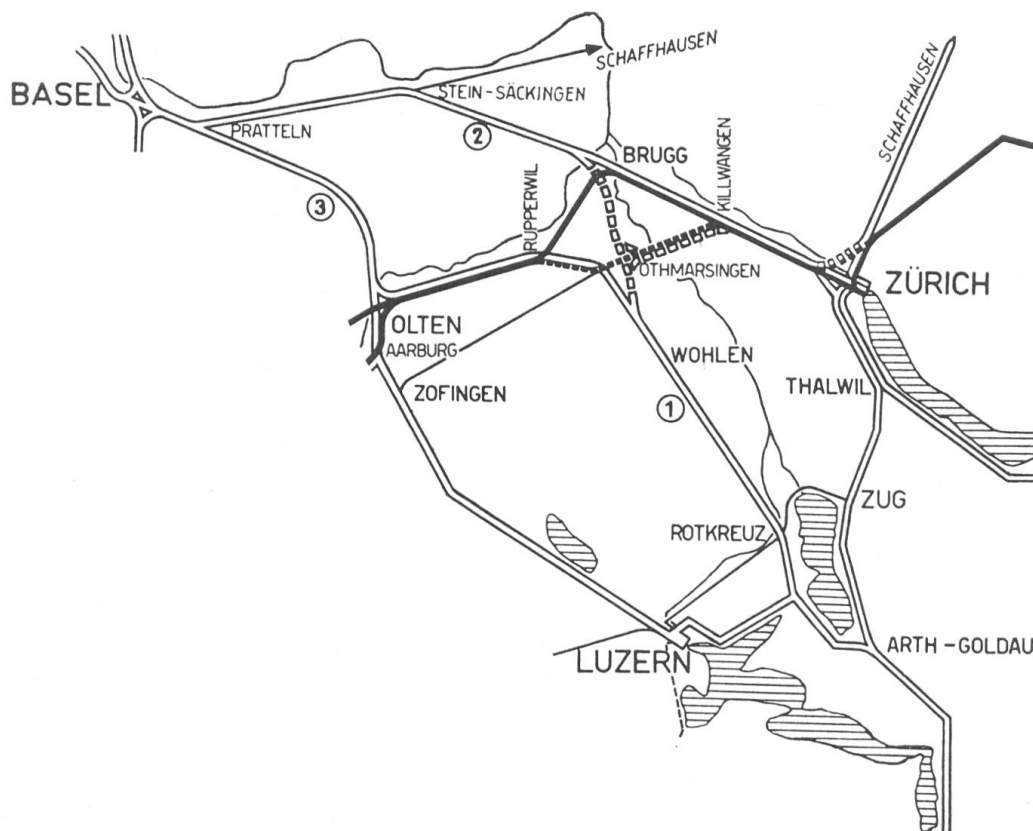 SCHAFFHAUSEN
BASEL
STEIN-SÄCKINGEN
SCHAFFHAUSEN
PRATTELN
2
BRUGG
KILLWANGEN
3
RUPPERWIL
OTHMARSINGEN
ZÜRICH
OLTEN
AARBURG
WOHLEN
ZOFINGEN
THALWIL
1
ZUG
ROTKREUZ
ARTH-GOLDAU
LUZERN